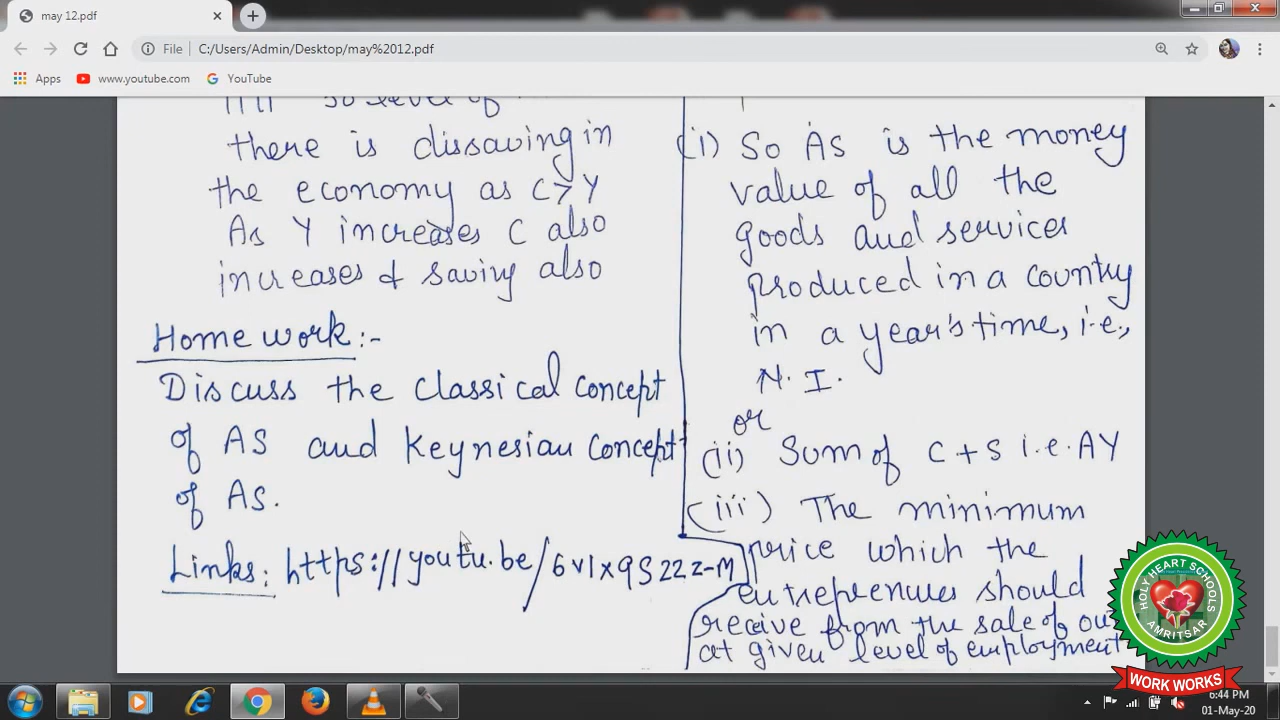 may 12.pdf
File
C:/Users/Admin/Desktop/may%2012.pdf
Apps
www.youtube.com
YouTube
so level of
there is dissaving in
the economy as C>Y
As Y increases C also
increases & saving also
Home work:-
Discuss the classical concept
of AS and Keynesian concept
of AS.
Links: https://youtu.be/6vlx9S22z-M
(i) So AS is the money
value of all the
goods and services
produced in a country
in a year's time, i.e.,
N. I.
or
(ii) Sum of C+S i.e. AY
(iii) The minimum
price which the
entreprenues should
receive from the sale of
at given level of employment
HOLY HEART SCHOOLS
AMRITSAR
WORK WORKS
6:44 PM
01-May-20